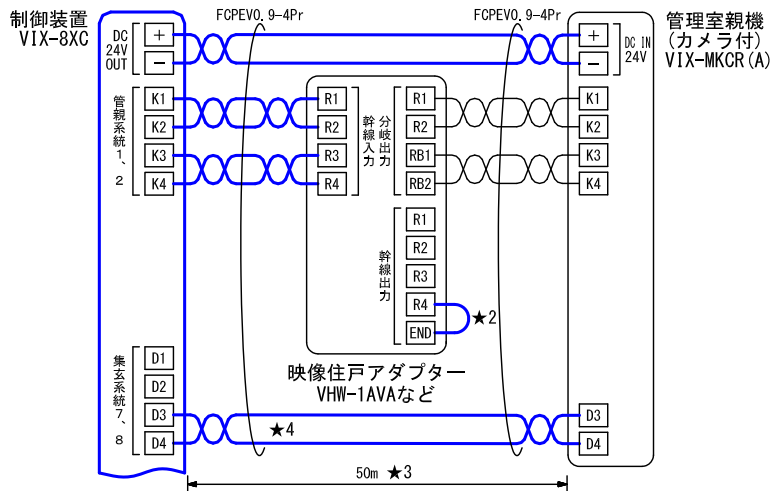 制御装置
VIX-8XC
FCPEV0.9-4Pr
FCPEV0.9-4Pr
管理室親機
(カメラ付)
VIX-MKCR(A)
DC
24V
OUT
+
−
+
−
DC IN
24V
管親系統1、2
K1
K2
K3
K4
R1
R2
R3
R4
幹線入力
分岐出力
R1
R2
RB1
RB2
K1
K2
K3
K4
幹線出力
R1
R2
R3
R4
END
★2
映像住戸アダプター
VHW-1AVAなど
集玄系統7、8
D1
D2
D3
D4
★4
D3
D4
50m ★3